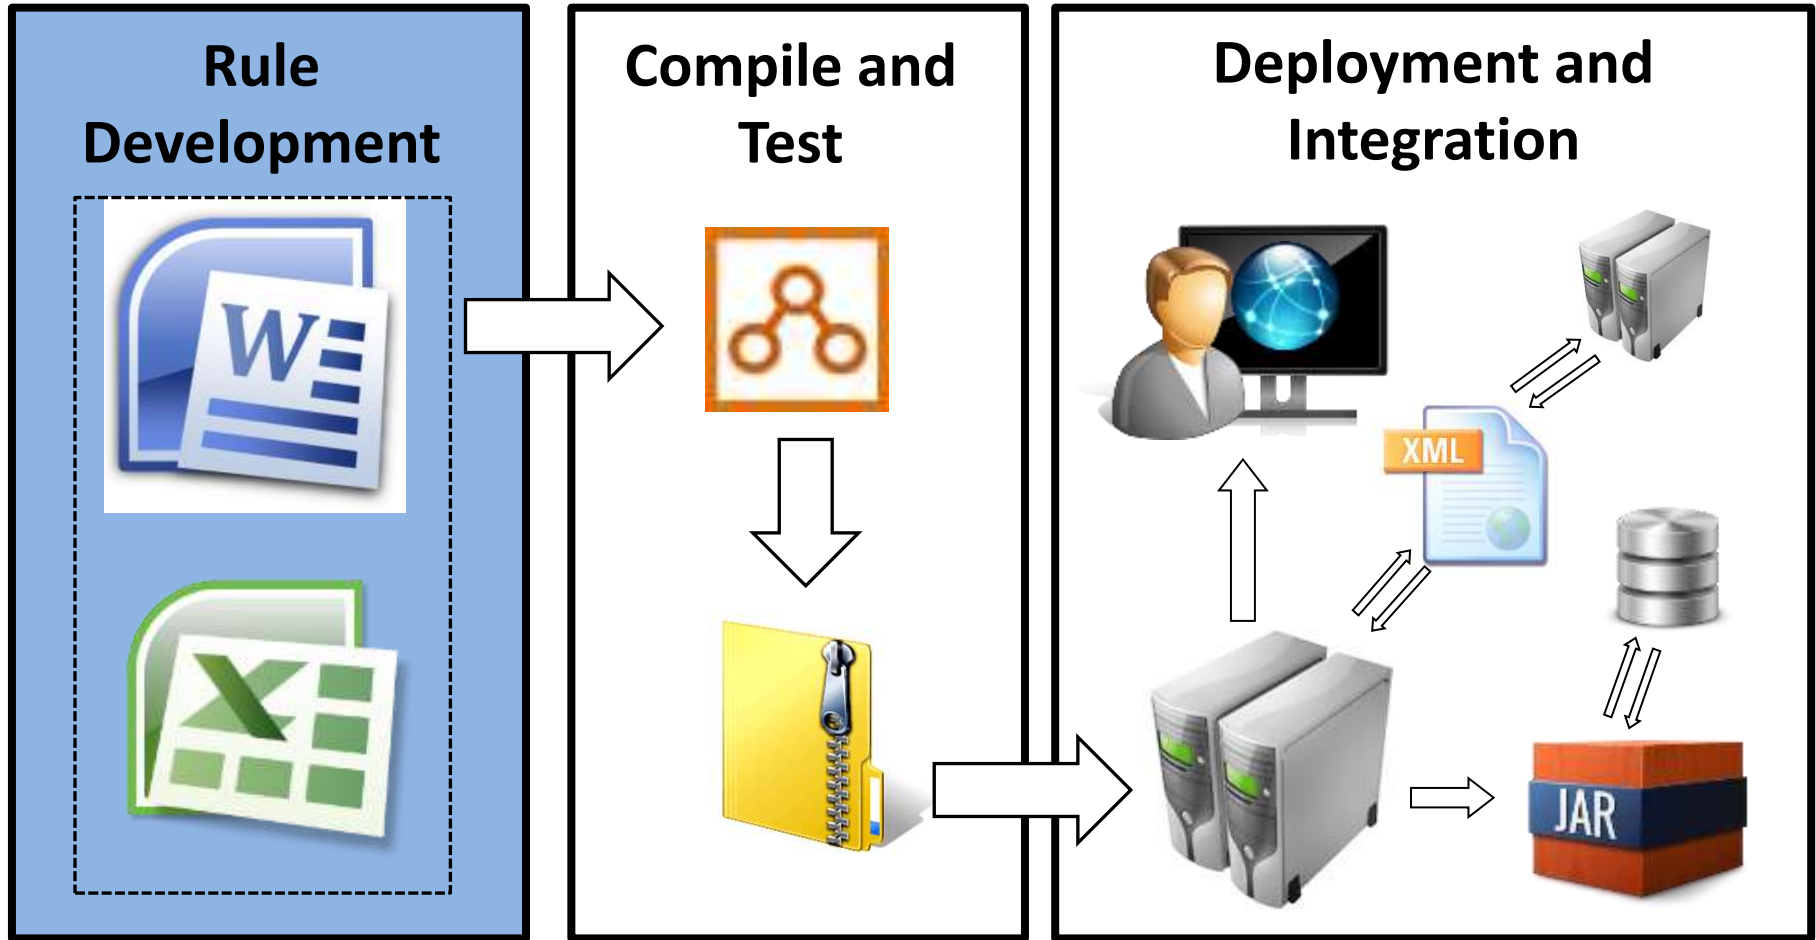 Rule
Development
Compile and
Test
Deployment and
Integration
W
X
XML
JAR